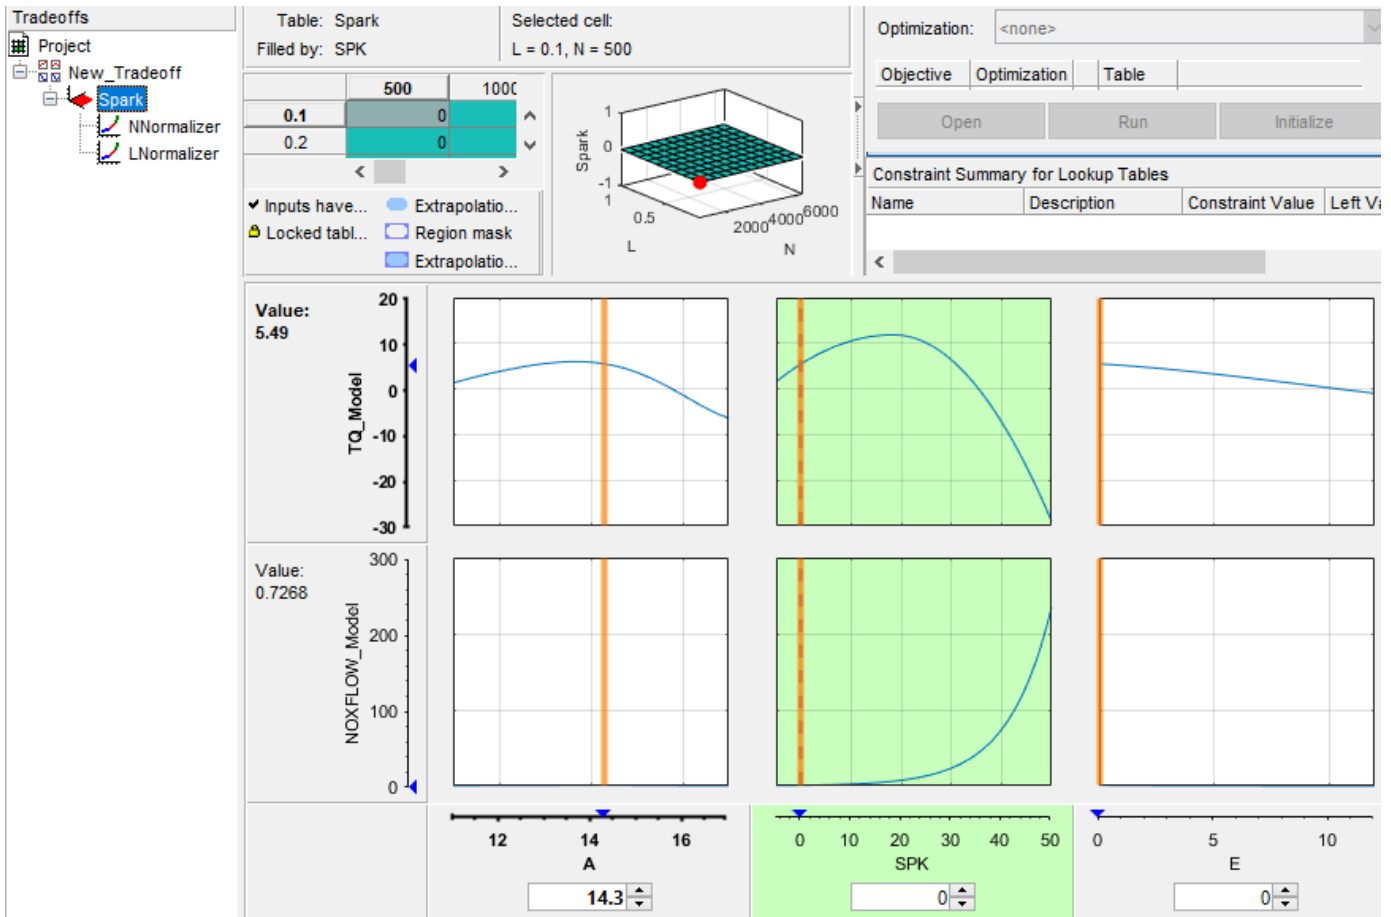 Tradeoffs
Project
New_Tradeoff
Spark
NNormalizer
LNormalizer
Table: Spark
Filled by: SPK
Selected cell:
L = 0.1, N = 500
500 1000
0.1 0
0.2 0
Inputs have...
Locked tabl...
Extrapolatio...
Region mask
Extrapolatio...
Spark
1
0
-1
1
0.5
L
2000 4000 6000
N
Optimization: <none>
Objective Optimization Table
Open Run Initialize
Constraint Summary for Lookup Tables
Name Description Constraint Value Left Va
Value:
5.49
TQ_Model
20
10
0
-10
-20
-30
Value:
0.7268
NOXFLOW_Model
300
200
100
0
12 14 16
A
14.3
0 10 20 30 40 50
SPK
0
0 5 10
E
0